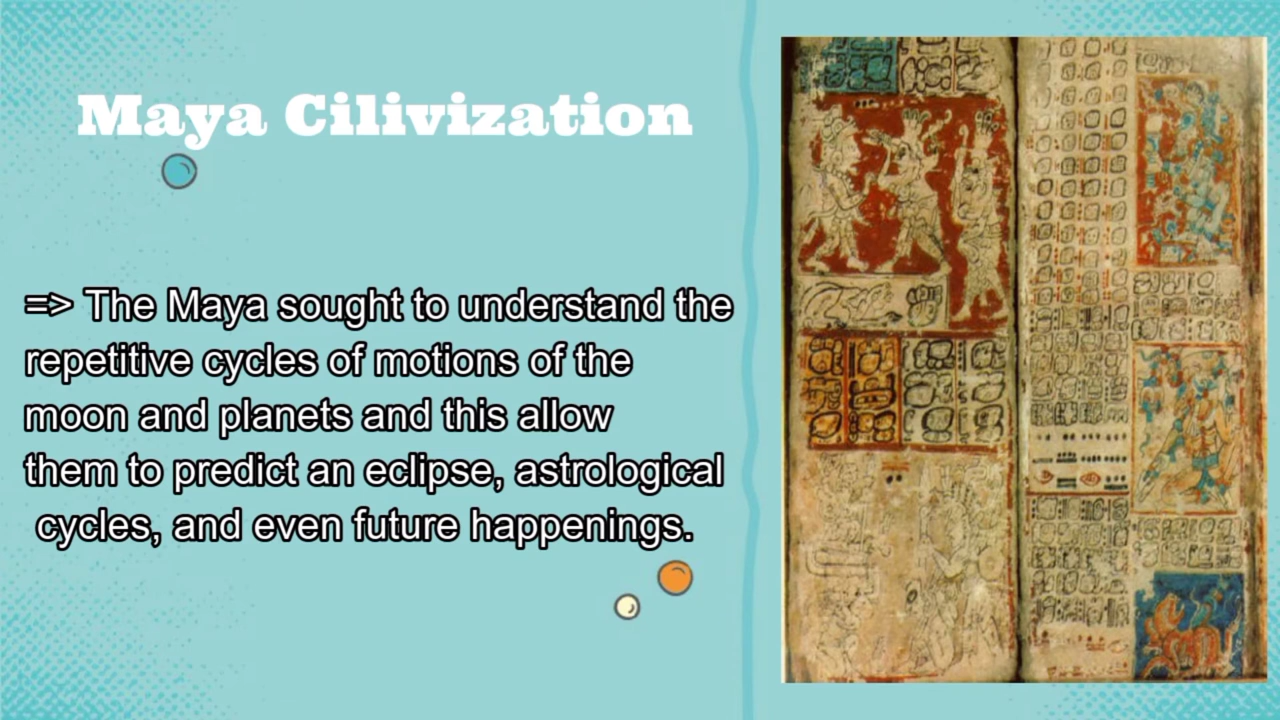 Maya Cilivization
=> The Maya sought to understand the
repetitive cycles of motions of the
moon and planets and this allow
them to predict an eclipse, astrological
cycles, and even future happenings.